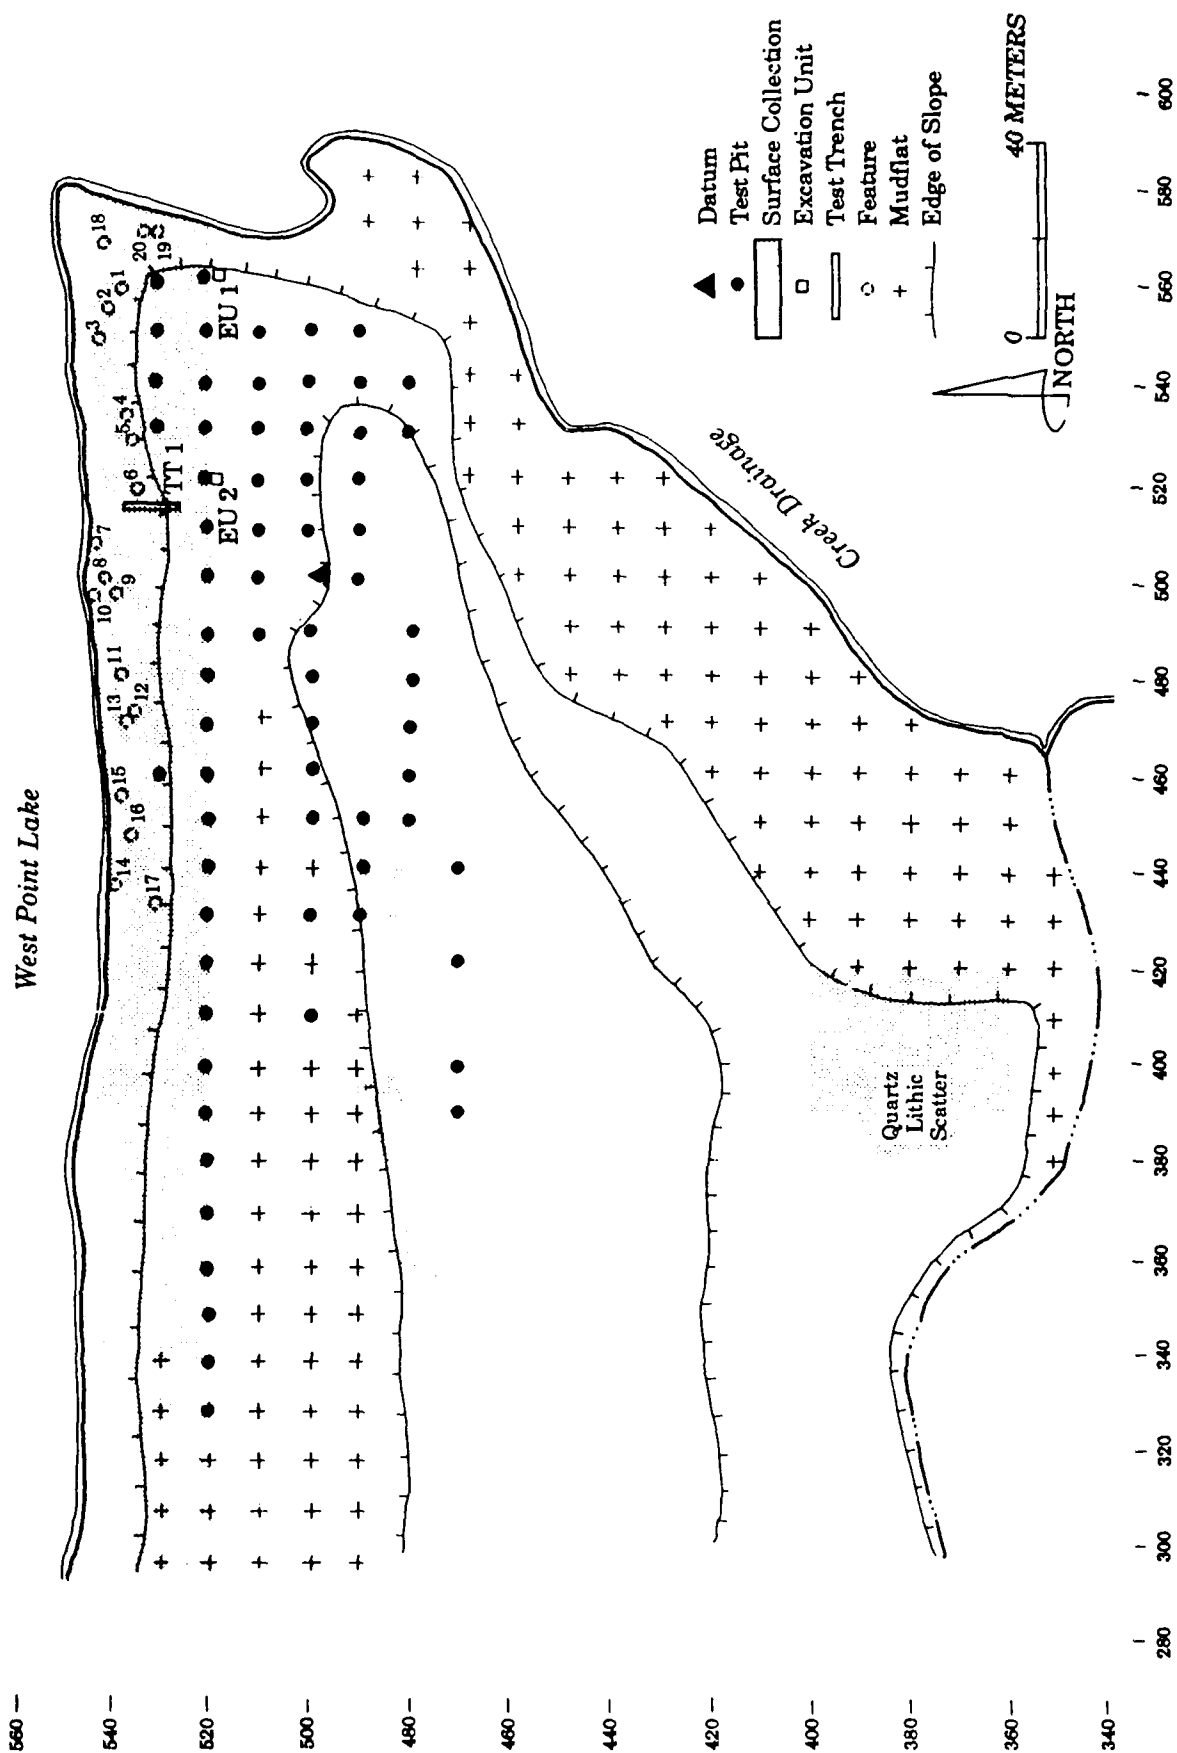 West Point Lake
560
540
520
500
480
460
440
420
400
380
360
340
18
20
19
1
2
3
4
5
6
TT 1
7
8
9
10
11
12
13
14
15
16
17
EU 1
EU 2
Creek Drainage
Quartz
Lithic
Scatter
Datum
Test Pit
Surface Collection
Excavation Unit
Test Trench
Feature
Mudflat
Edge of Slope
0 40 METERS
NORTH
280 300 320 340 360 380 400 420 440 460 480 500 520 540 560 580 600